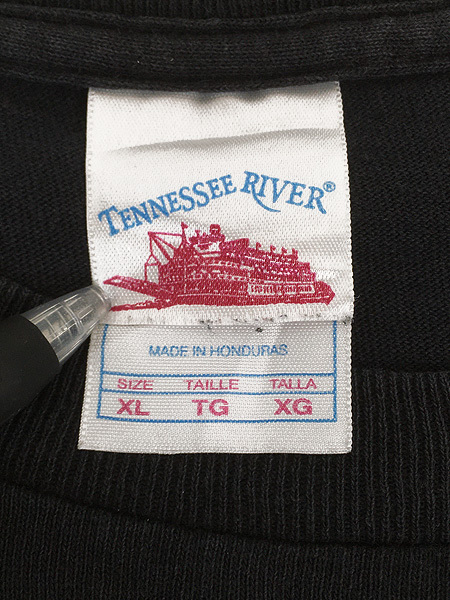 TENNESSEE RIVER®
MADE IN HONDURAS
SIZE TAILLE TALLA
XL TG XG